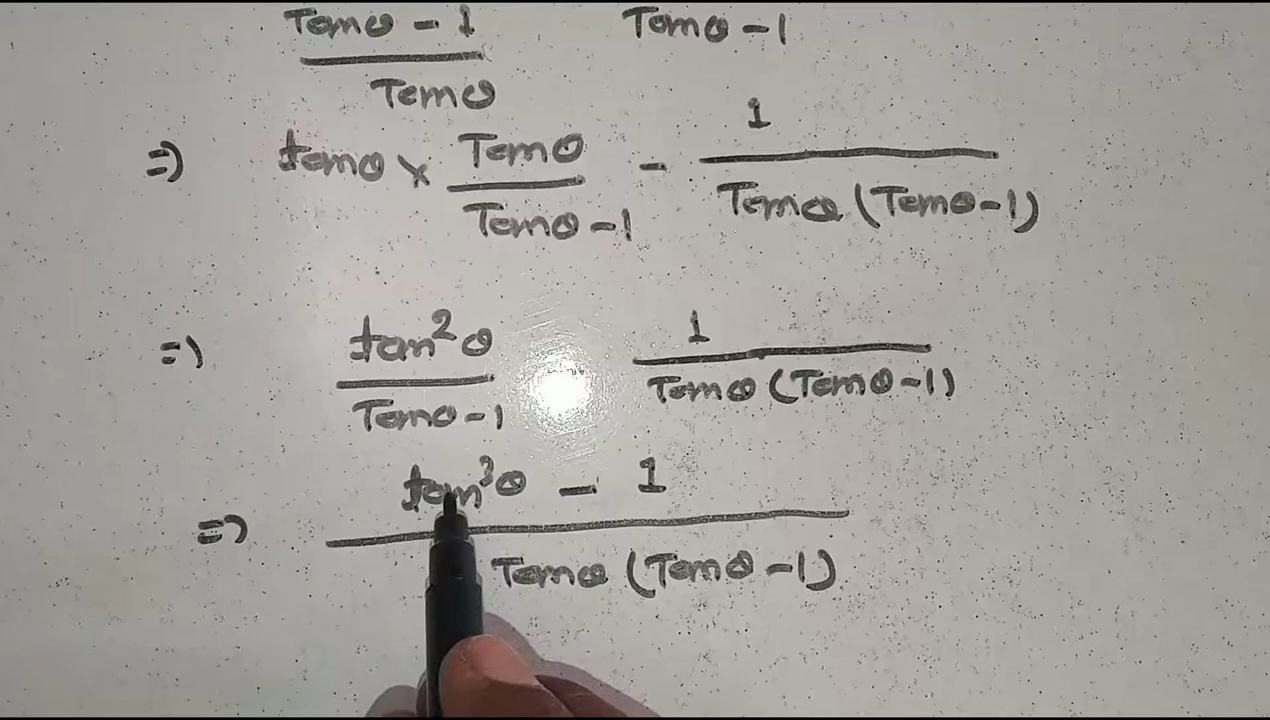 Tanθ - 1 Tanθ - 1
Tanθ
1
=) tanθ × Tanθ -
Tanθ - 1 Tanθ (Tanθ - 1)
=) tan²θ 1
Tanθ - 1 Tanθ (Tanθ - 1)
tan³θ - 1
=)
Tanθ (Tanθ - 1)